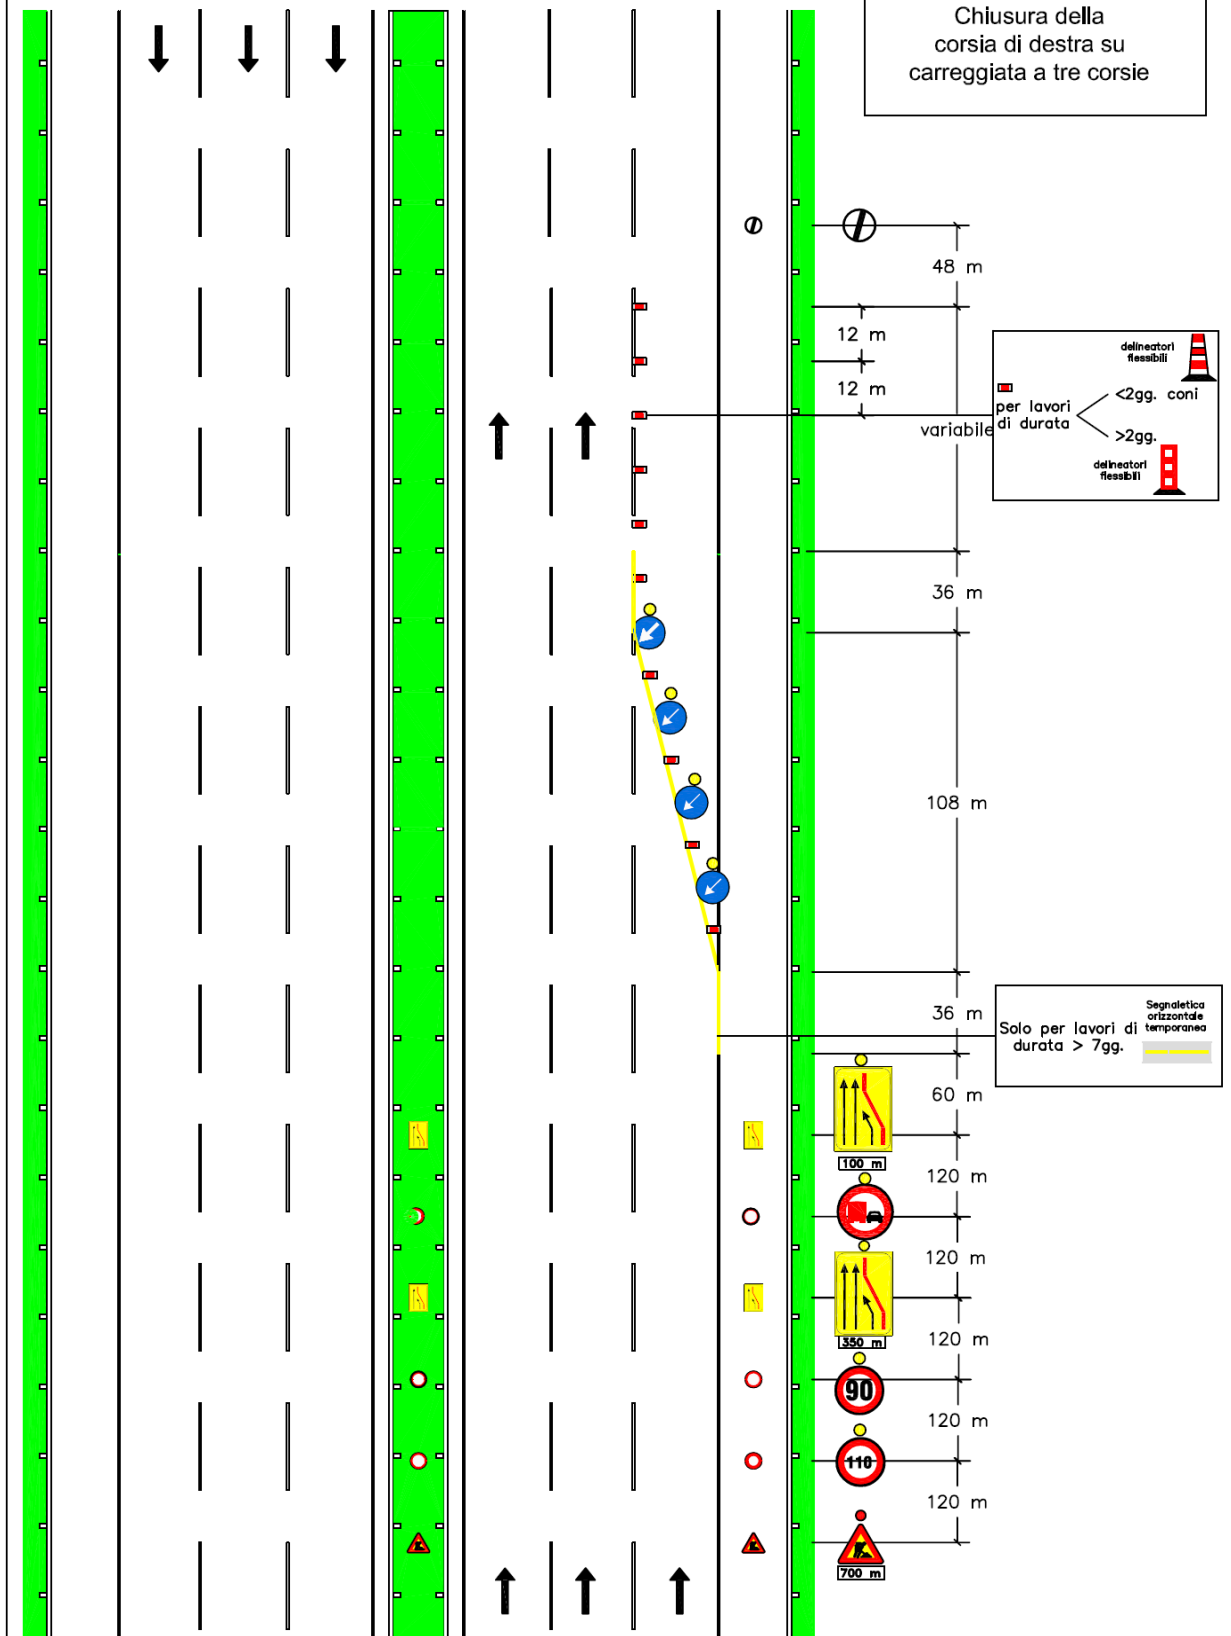 Chiusura della
corsia di destra su
carreggiata a tre corsie
48 m
12 m
12 m
variabile
delineatori
flessibili
<2gg. coni
per lavori
di durata
>2gg.
delineatori
flessibili
36 m
108 m
36 m
Solo per lavori di
durata > 7gg.
Segnaletica
orizzontale
temporanea
60 m
100 m
120 m
120 m
350 m
120 m
90
120 m
110
120 m
700 m